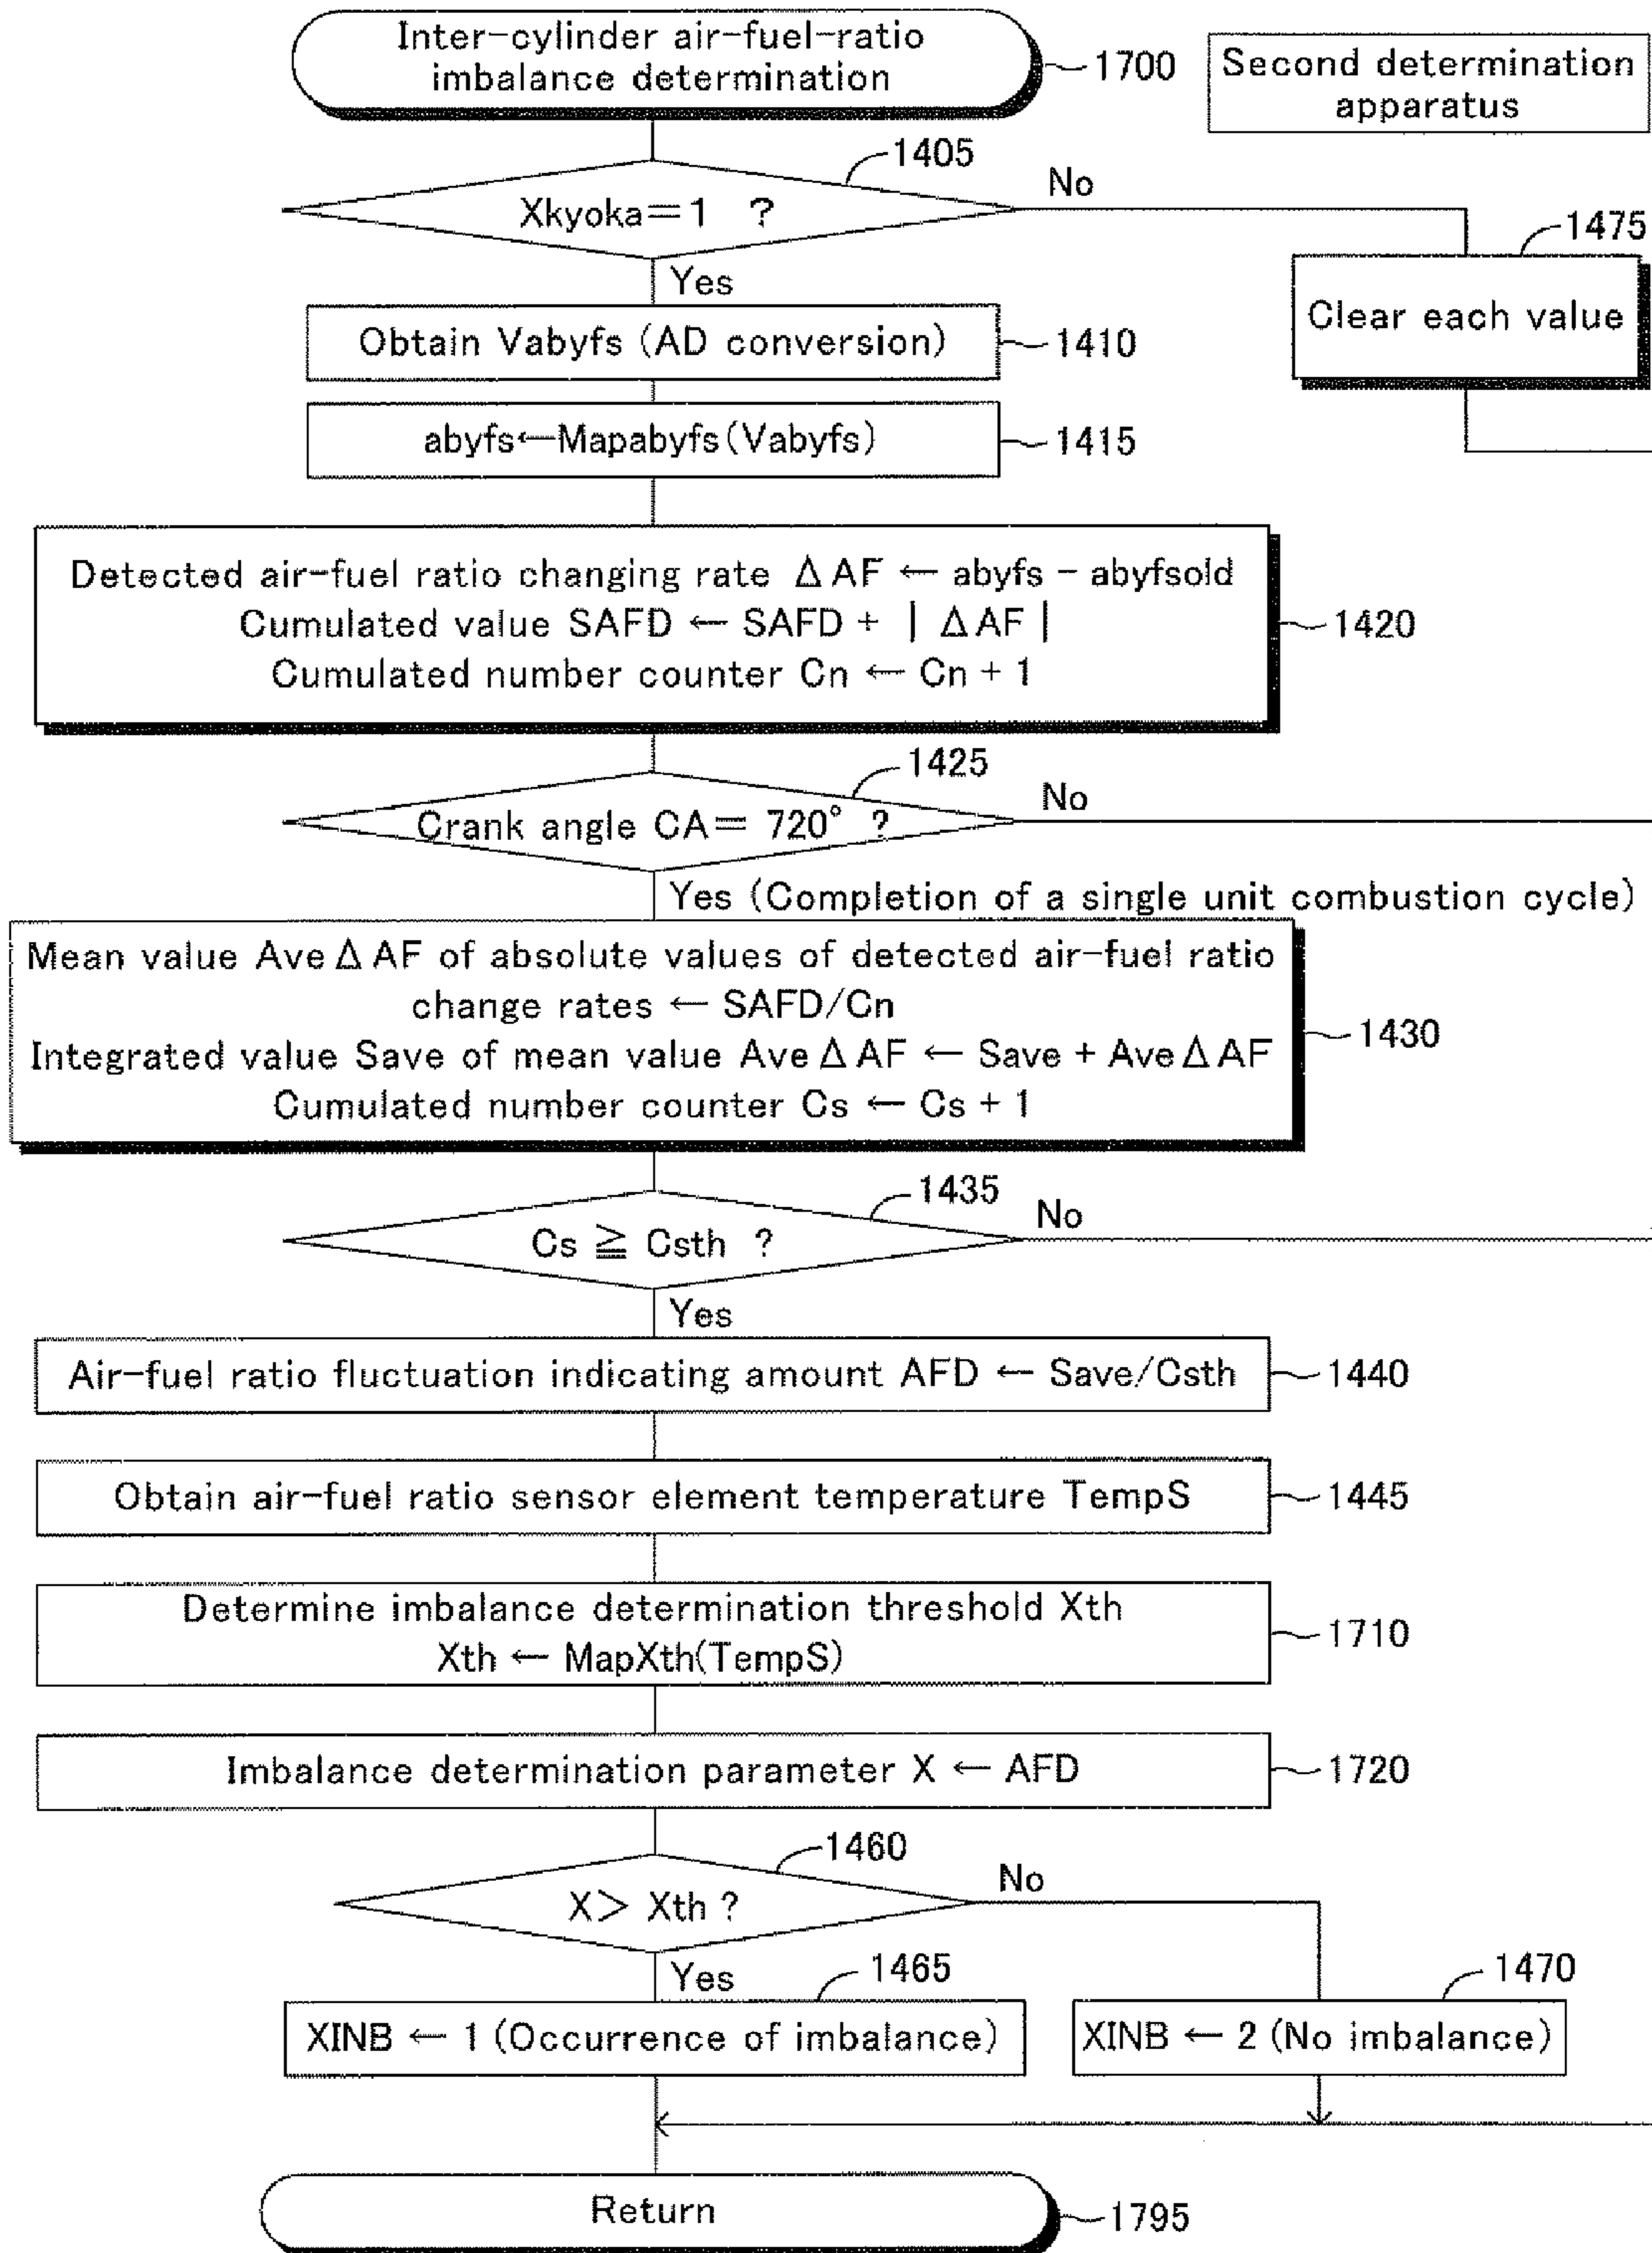 Inter-cylinder air-fuel-ratio
imbalance determination
1700
Second determination
apparatus
1405
Xkyoka=1 ?
No
1475
Yes
Clear each value
Obtain Vabyfs (AD conversion)
1410
abyfs←Mapabyfs(Vabyfs)
1415
Detected air-fuel ratio changing rate ΔAF ← abyfs - abyfsold
Cumulated value SAFD ← SAFD + | ΔAF |
Cumulated number counter Cn ← Cn + 1
1420
1425
Crank angle CA= 720° ?
No
Yes (Completion of a single unit combustion cycle)
Mean value AveΔAF of absolute values of detected air-fuel ratio
change rates ← SAFD/Cn
Integrated value Save of mean value AveΔAF ← Save + AveΔAF
Cumulated number counter Cs ← Cs + 1
1430
1435
Cs ≧ Csth ?
No
Yes
Air-fuel ratio fluctuation indicating amount AFD ← Save/Csth
1440
Obtain air-fuel ratio sensor element temperature TempS
1445
Determine imbalance determination threshold Xth
Xth ← MapXth(TempS)
1710
Imbalance determination parameter X ← AFD
1720
1460
X> Xth ?
No
Yes
1465
1470
XINB ← 1 (Occurrence of imbalance)
XINB ← 2 (No imbalance)
Return
1795